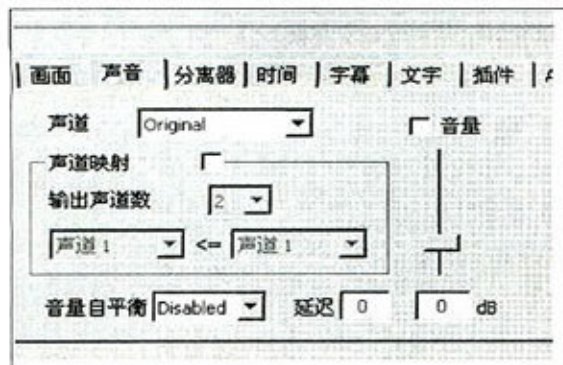 画面 声音 分离器 时间 字幕 文字 插件
声道 Original 音量
声道映射
输出声道数 2
声道 1 <= 声道 1
音量自平衡 Disabled 延迟 0 0 dB